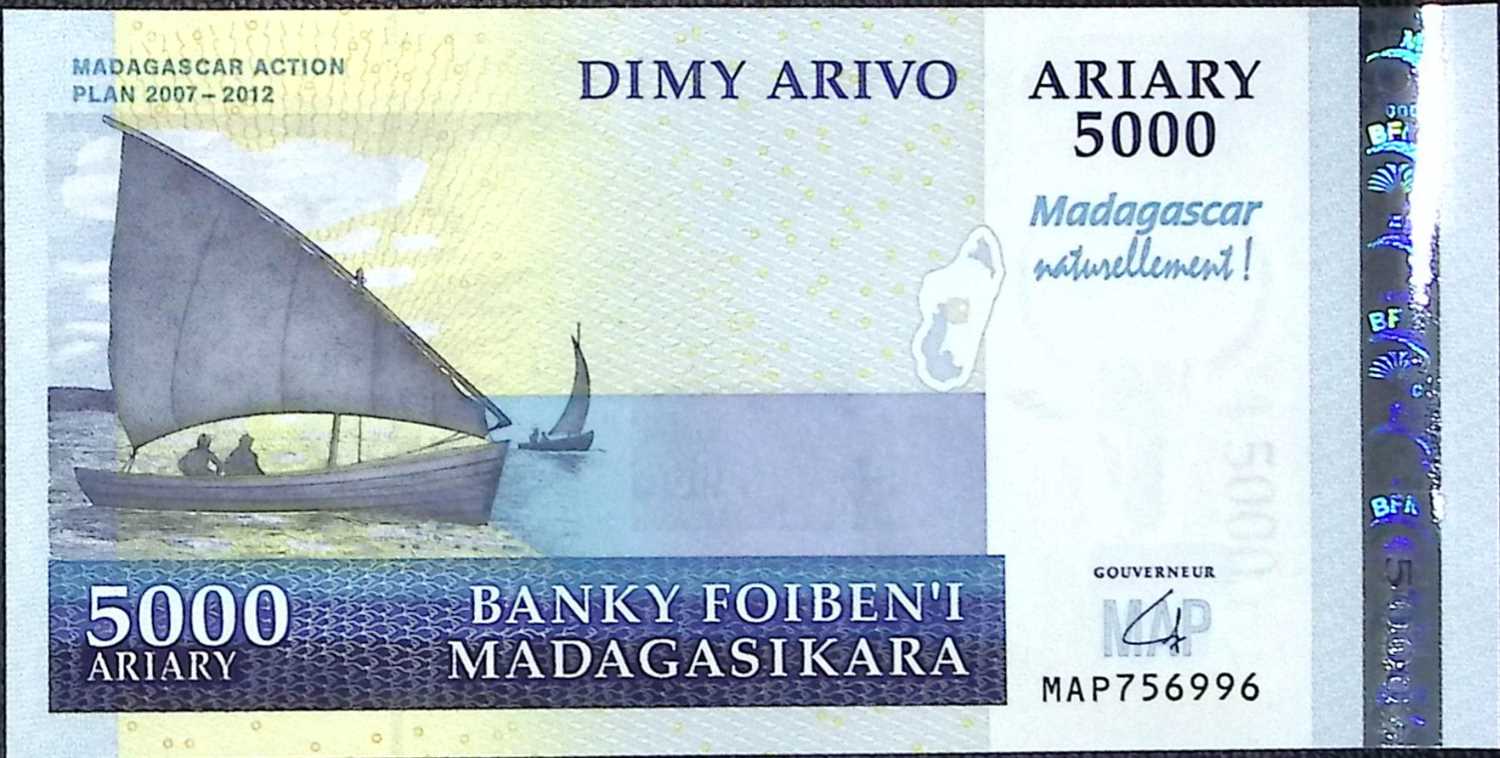 MADAGASCAR ACTION
PLAN 2007–2012
DIMY ARIVO
ARIARY
5000
Madagascar
naturellement !
5000
ARIARY
BANKY FOIBEN'I
MADAGASIKARA
GOUVERNEUR
MAP
MAP756996
BF